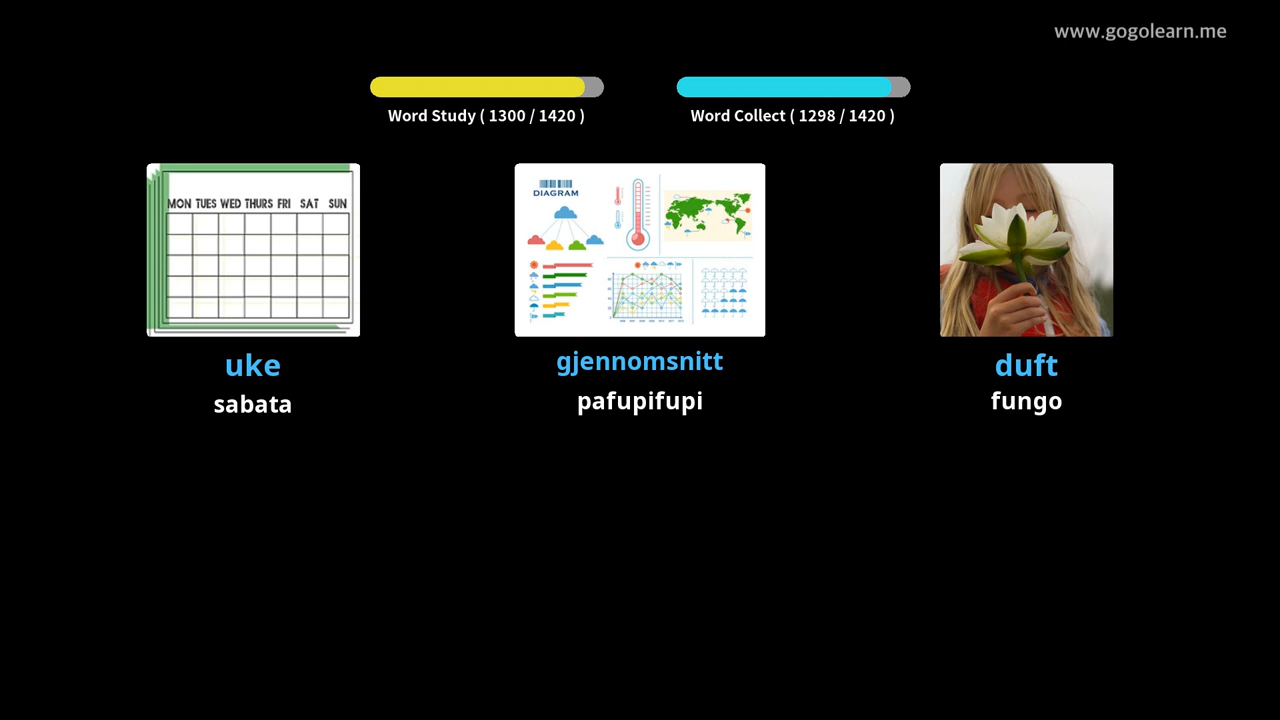 www.gogolearn.me
Word Study ( 1300 / 1420 )
Word Collect ( 1298 / 1420 )
MON TUES WED THURS FRI SAT SUN
DIAGRAM
uke
sabata
gjennomsnitt
pafupifupi
duft
fungo